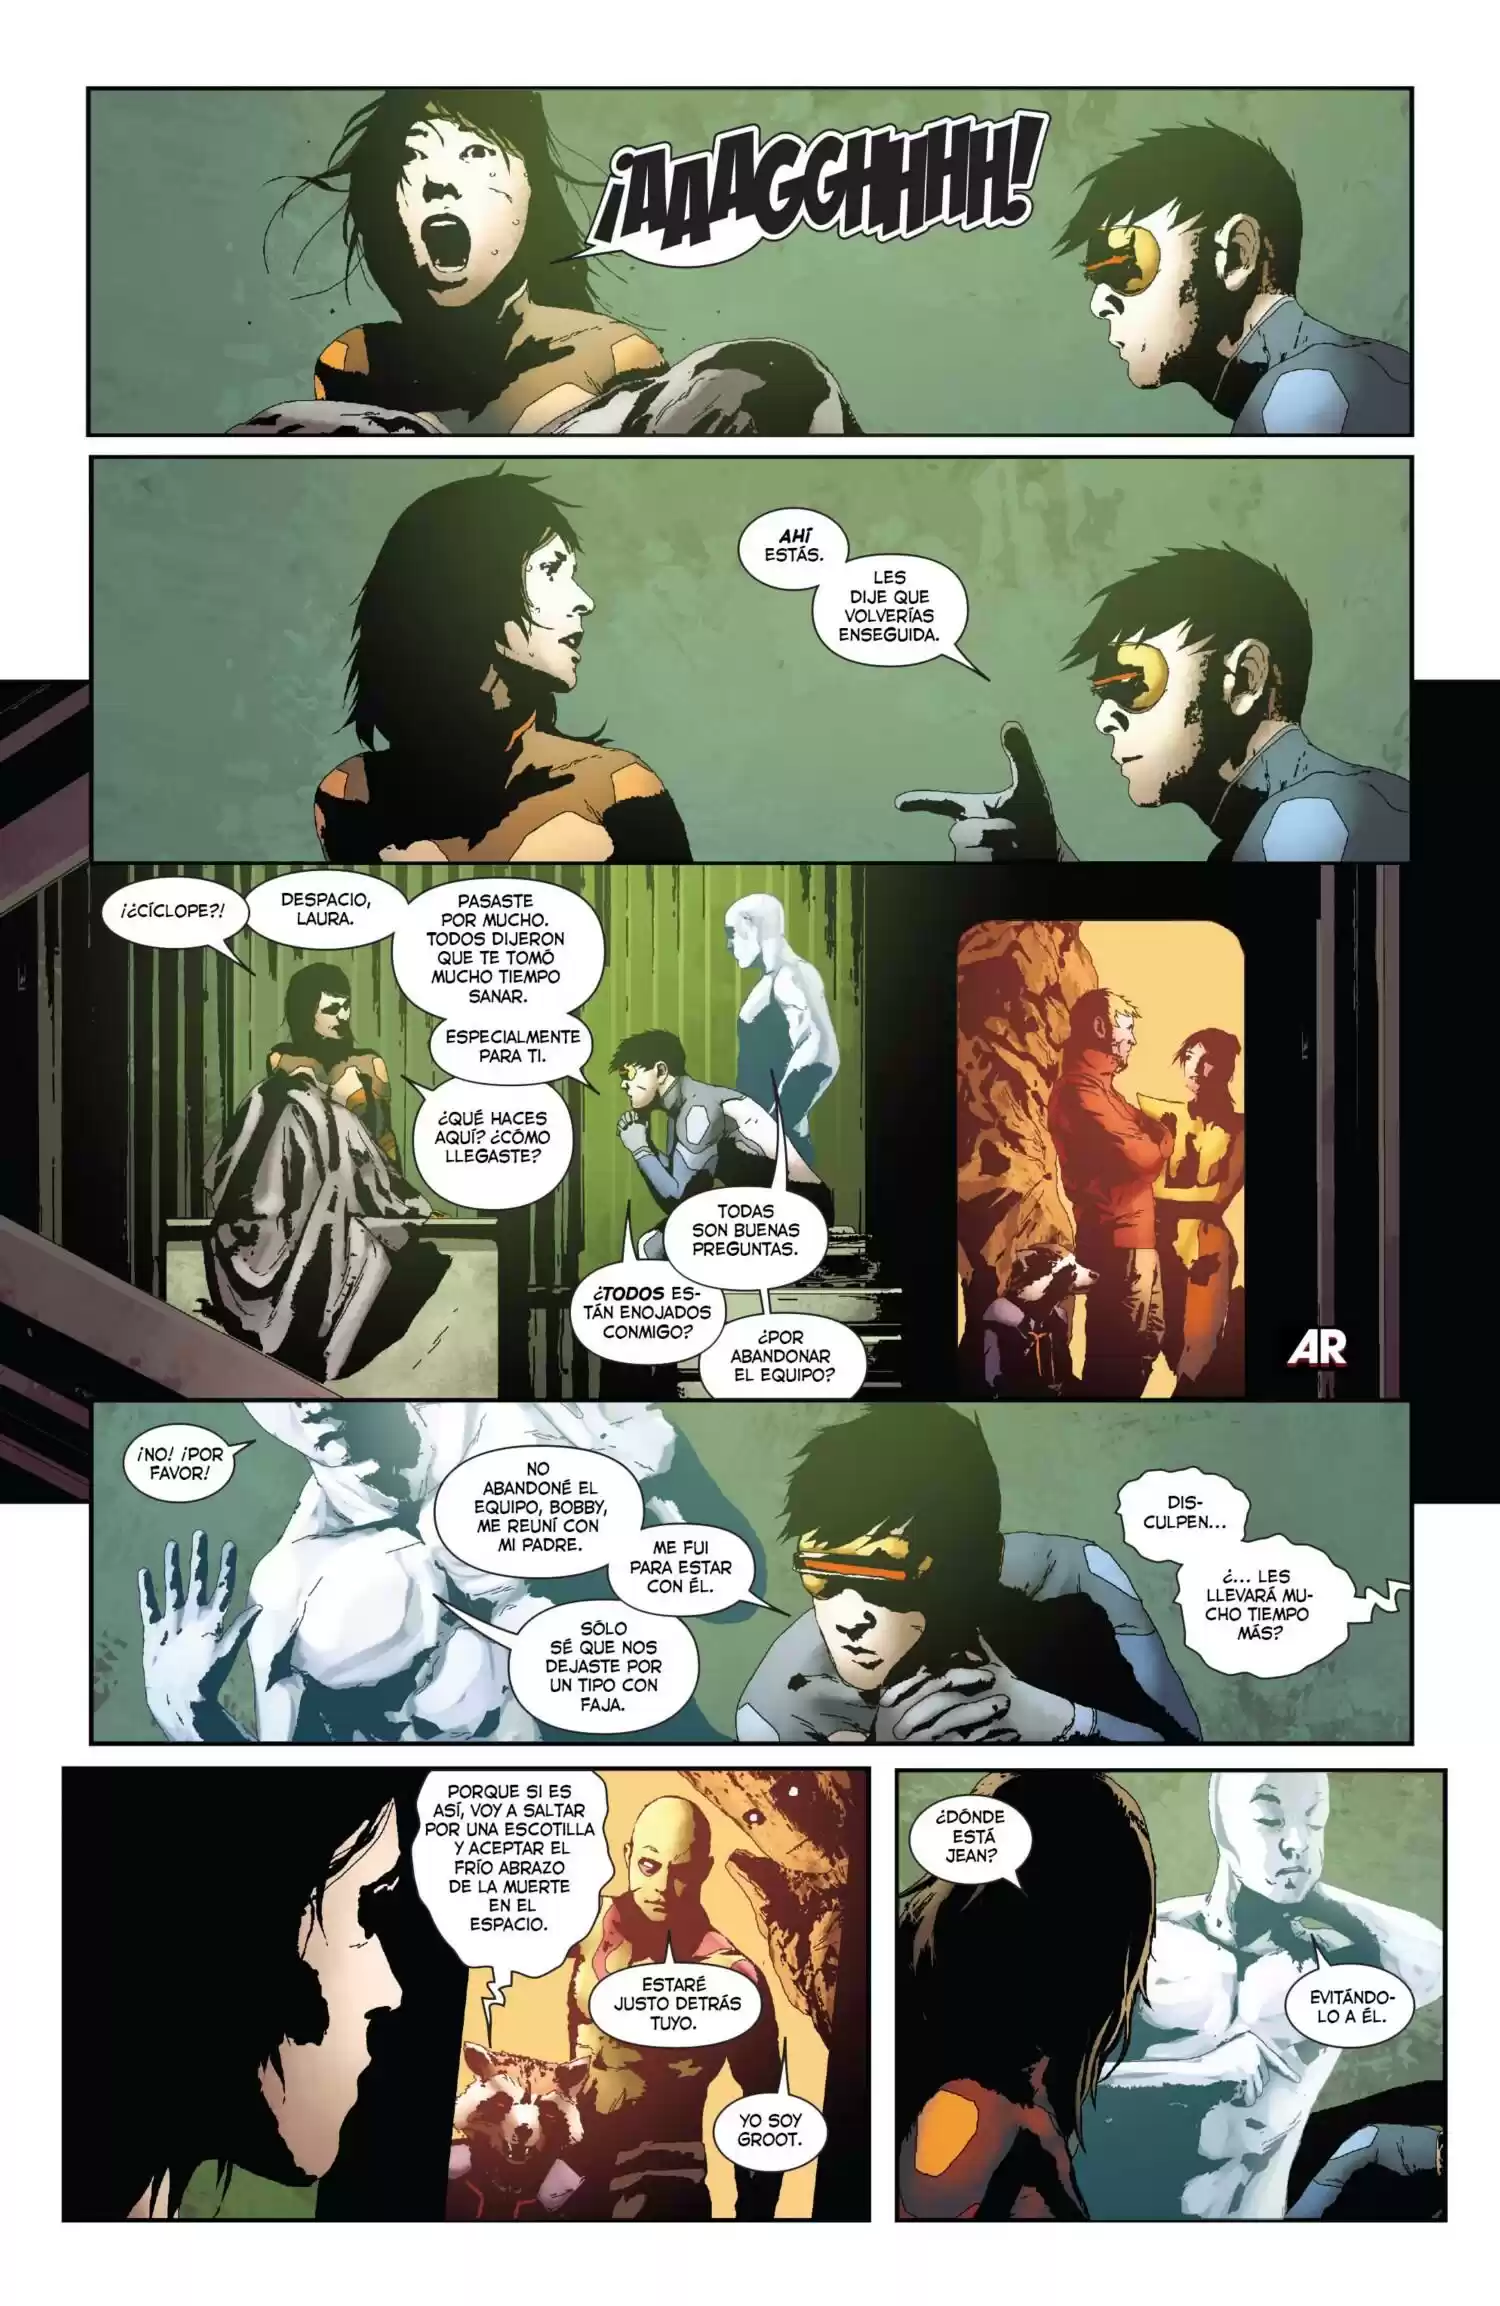 ¡AAAGGHHHH!
AHÍ
ESTÁS.
LES
DIJE QUE
VOLVERÍAS
ENSEGUIDA.
¡¿CÍCLOPE?!
DESPACIO,
LAURA.
PASASTE
POR MUCHO.
TODOS DIJERON
QUE TE TOMÓ
MUCHO TIEMPO
SANAR.
ESPECIALMENTE
PARA TI.
¿QUÉ HACES
AQUÍ? ¿CÓMO
LLEGASTE?
TODAS
SON BUENAS
PREGUNTAS.
¿TODOS ES-
TÁN ENOJADOS
CONMIGO?
¿POR
ABANDONAR
EL EQUIPO?
AR
¡NO! ¡POR
FAVOR!
NO
ABANDONÉ EL
EQUIPO, BOBBY,
ME REUNÍ CON
MI PADRE.
ME FUI
PARA ESTAR
CON ÉL.
SÓLO
SÉ QUE NOS
DEJASTE POR
UN TIPO CON
FAJA.
DIS-
CULPEN...
¿... LES
LLEVARÁ MU-
CHO TIEMPO
MÁS?
PORQUE SI ES
ASÍ, VOY A SALTAR
POR UNA ESCOTILLA
Y ACEPTAR EL
FRÍO ABRAZO
DE LA MUERTE
EN EL
ESPACIO.
ESTARÉ
JUSTO DETRÁS
TUYO.
YO SOY
GROOT.
¿DÓNDE
ESTÁ
JEAN?
EVITÁNDO-
LO A ÉL.